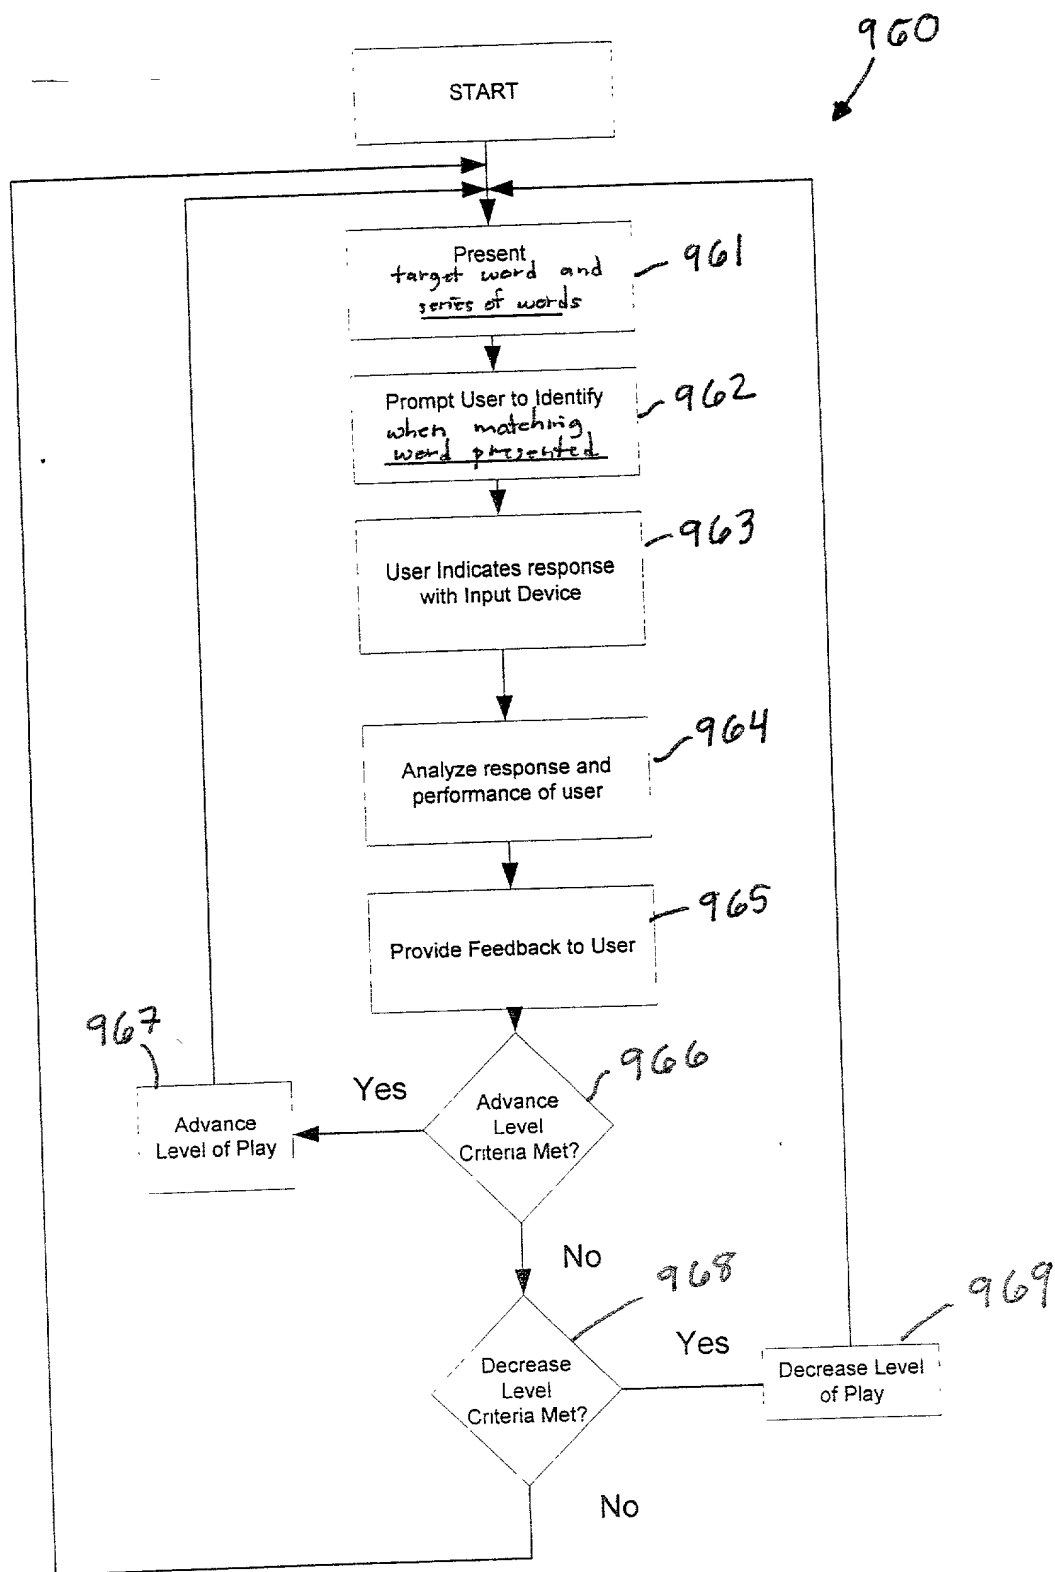 960
START
Present
target word and
series of words
961
Prompt User to Identify
when matching
word presented
962
User Indicates response
with Input Device
963
Analyze response and
performance of user
964
Provide Feedback to User
965
Advance
Level
Criteria Met?
966
Yes
967
Advance
Level of Play
No
Decrease
Level
Criteria Met?
968
Yes
969
Decrease Level
of Play
No